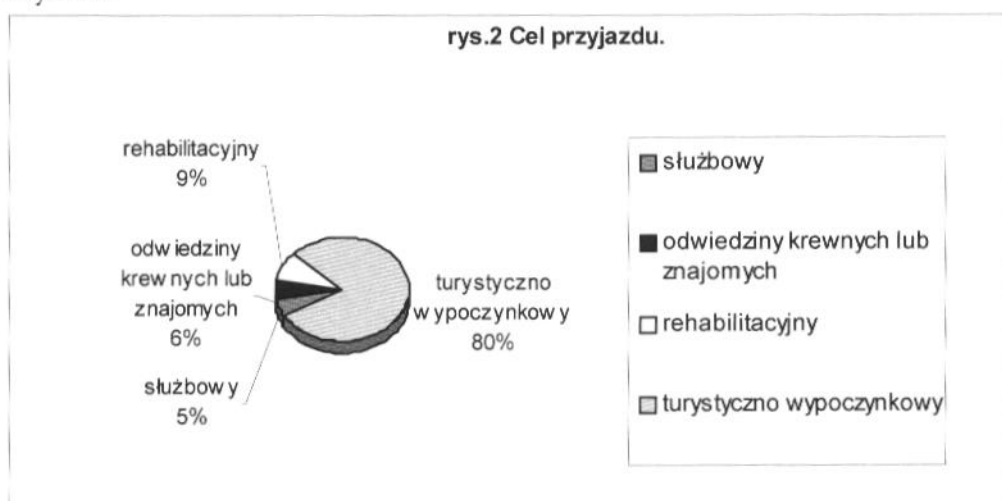 rys.2 Cel przyjazdu.
rehabilitacyjny
9%
odwiedziny
krewnych lub
znajomych
6%
służbowy
5%
turystyczno
wypoczynkowy
80%
służbowy
odwiedziny krewnych lub
znajomych
rehabilitacyjny
turystyczno wypoczynkowy